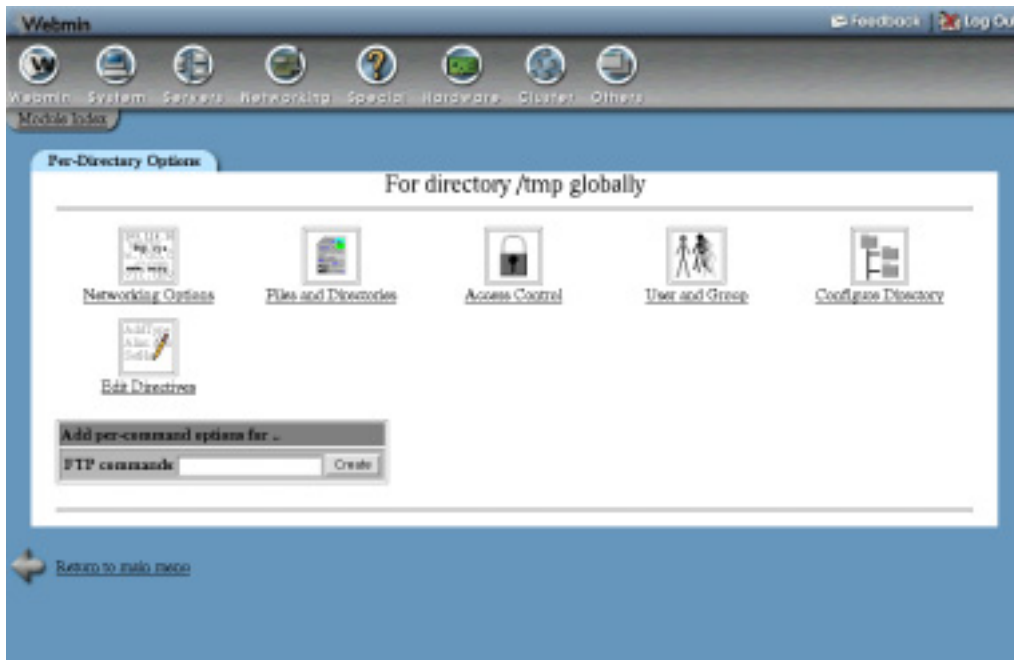 Webmin
Feedback
Log Ou
Webmin System Servers Networking Special Hardware Cluster Others
Module Index
Per-Directory Options
For directory /tmp globally
Networking Options Files and Directories Access Control User and Group Configure Directory
Edit Directives
Add per-command options for ..
FTP commands Create
Return to main menu